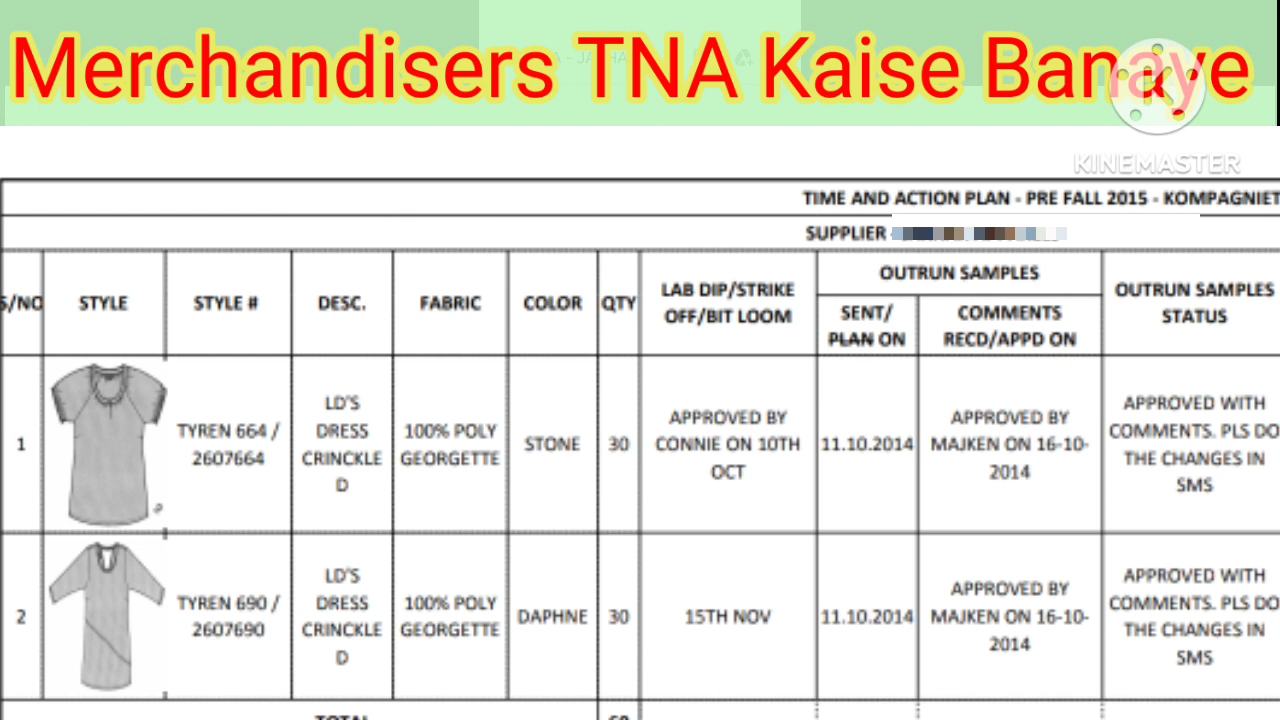 Merchandisers TNA Kaise Banaye
KINEMASTER
TIME AND ACTION PLAN - PRE FALL 2015 - KOMPAGNIET
SUPPLIER
S/NO
STYLE
STYLE #
DESC.
FABRIC
COLOR
QTY
LAB DIP/STRIKE
OFF/BIT LOOM
OUTRUN SAMPLES
SENT/
PLAN ON
COMMENTS
RECD/APPD ON
OUTRUN SAMPLES
STATUS
1
TYREN 664 /
2607664
LD'S
DRESS
CRINCKLE
D
100% POLY
GEORGETTE
STONE
30
APPROVED BY
CONNIE ON 10TH
OCT
11.10.2014
APPROVED BY
MAJKEN ON 16-10-
2014
APPROVED WITH
COMMENTS. PLS DO
THE CHANGES IN
SMS
2
TYREN 690 /
2607690
LD'S
DRESS
CRINCKLE
D
100% POLY
GEORGETTE
DAPHNE
30
15TH NOV
11.10.2014
APPROVED BY
MAJKEN ON 16-10-
2014
APPROVED WITH
COMMENTS. PLS DO
THE CHANGES IN
SMS
TOTAL
60